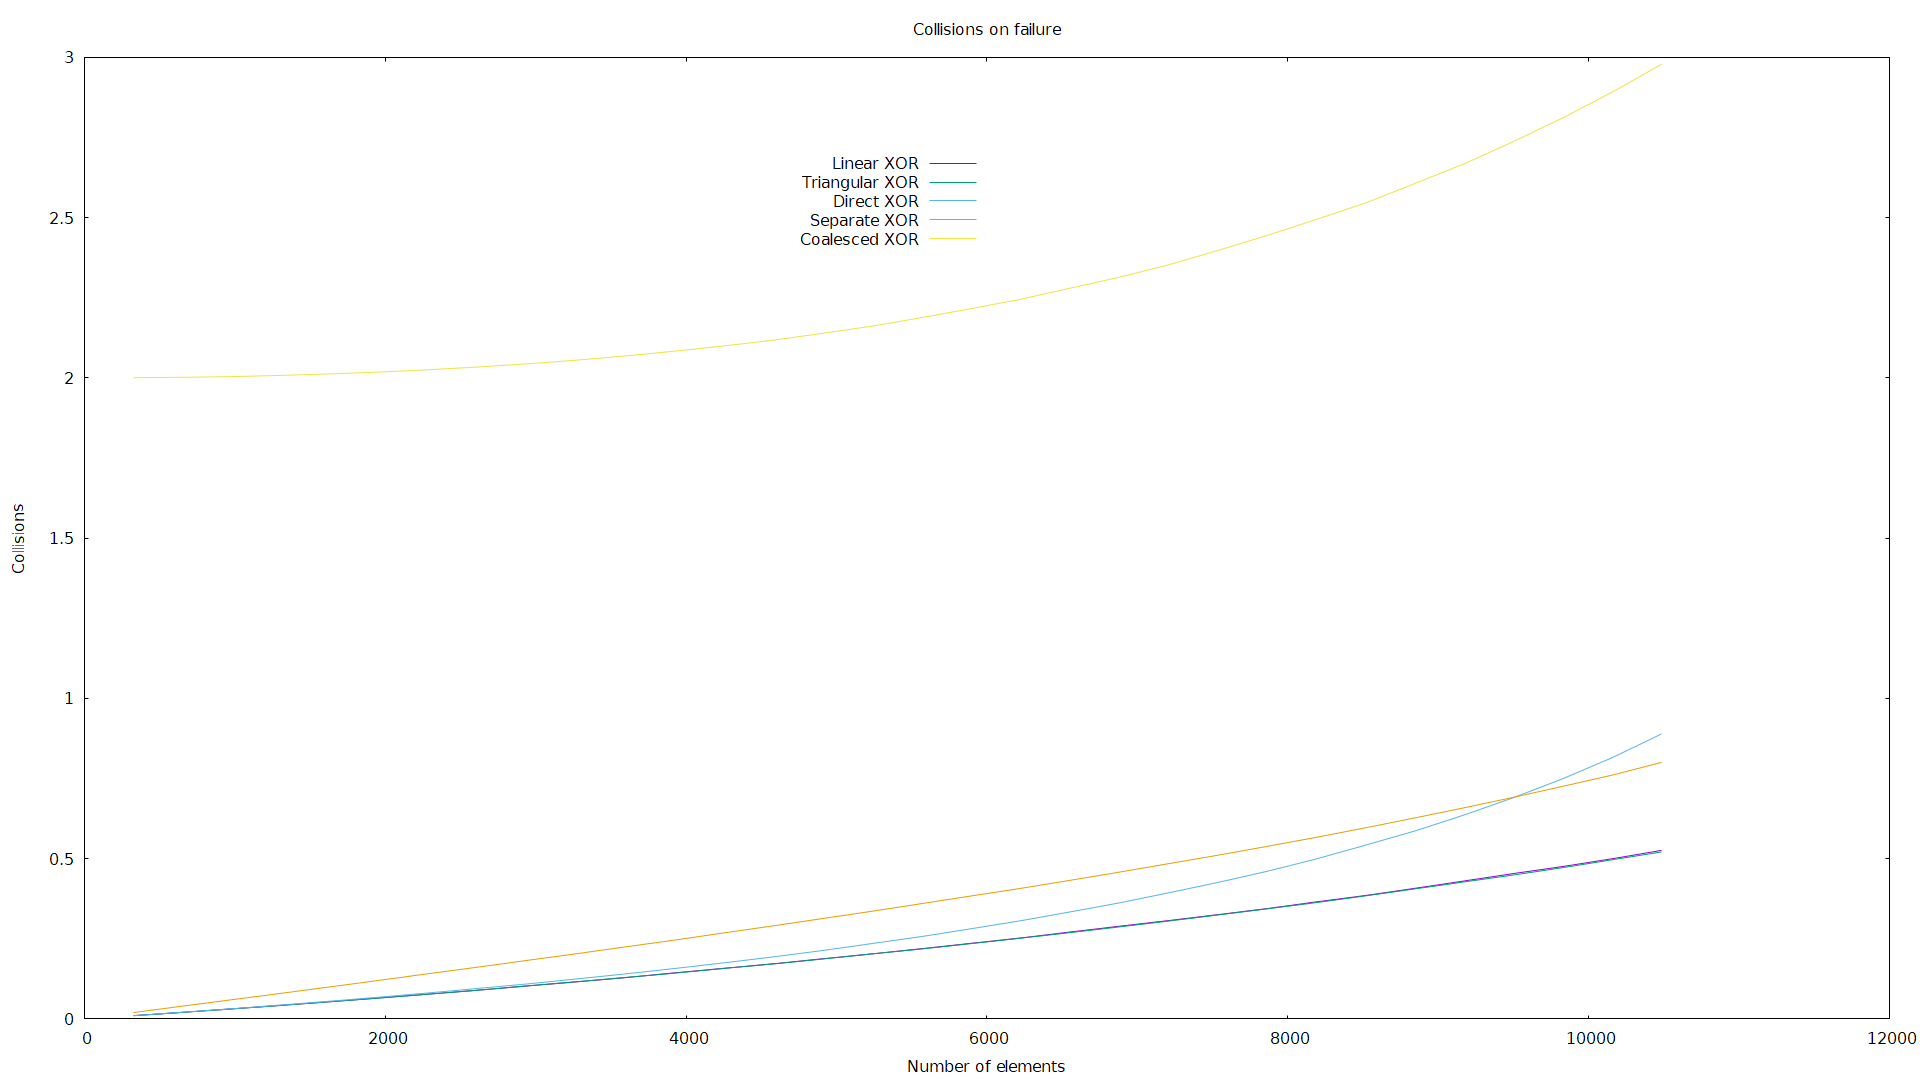 Collisions on failure
3
2.5
2
1.5
1
0.5
0
Collisions
Linear XOR
Triangular XOR
Direct XOR
Separate XOR
Coalesced XOR
0 2000 4000 6000 8000 10000 12000
Number of elements